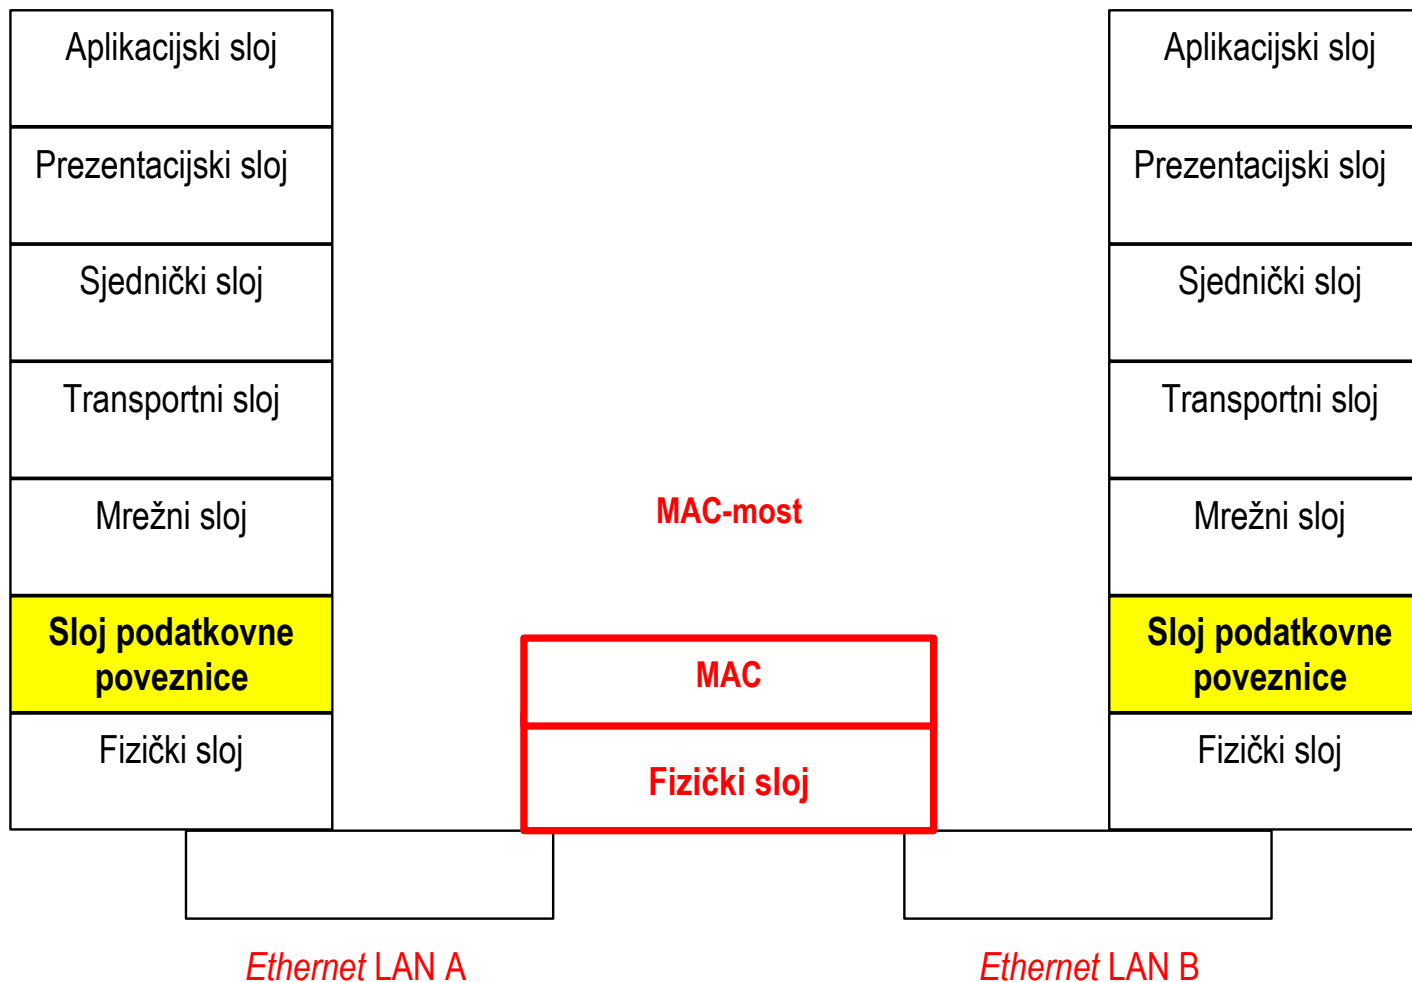 Aplikacijski sloj
Prezentacijski sloj
Sjednički sloj
Transportni sloj
Mrežni sloj
Sloj podatkovne
poveznice
Fizički sloj
MAC-most
MAC
Fizički sloj
Aplikacijski sloj
Prezentacijski sloj
Sjednički sloj
Transportni sloj
Mrežni sloj
Sloj podatkovne
poveznice
Fizički sloj
Ethernet LAN A
Ethernet LAN B